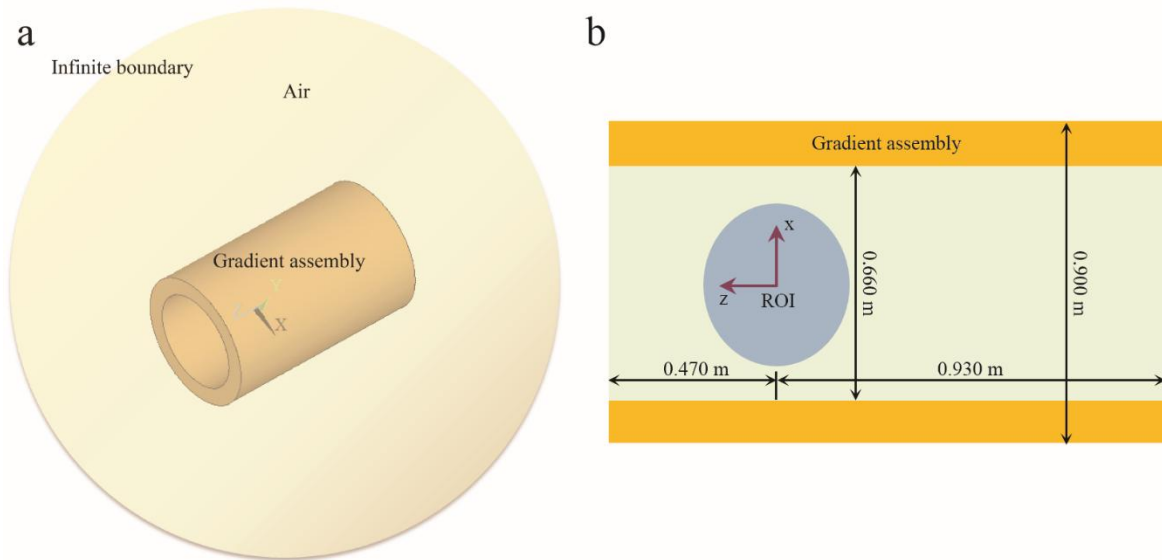 a
Infinite boundary
Air
Gradient assembly
Y
Z
X
b
Gradient assembly
x
z
ROI
0.660 m
0.900 m
0.470 m
0.930 m